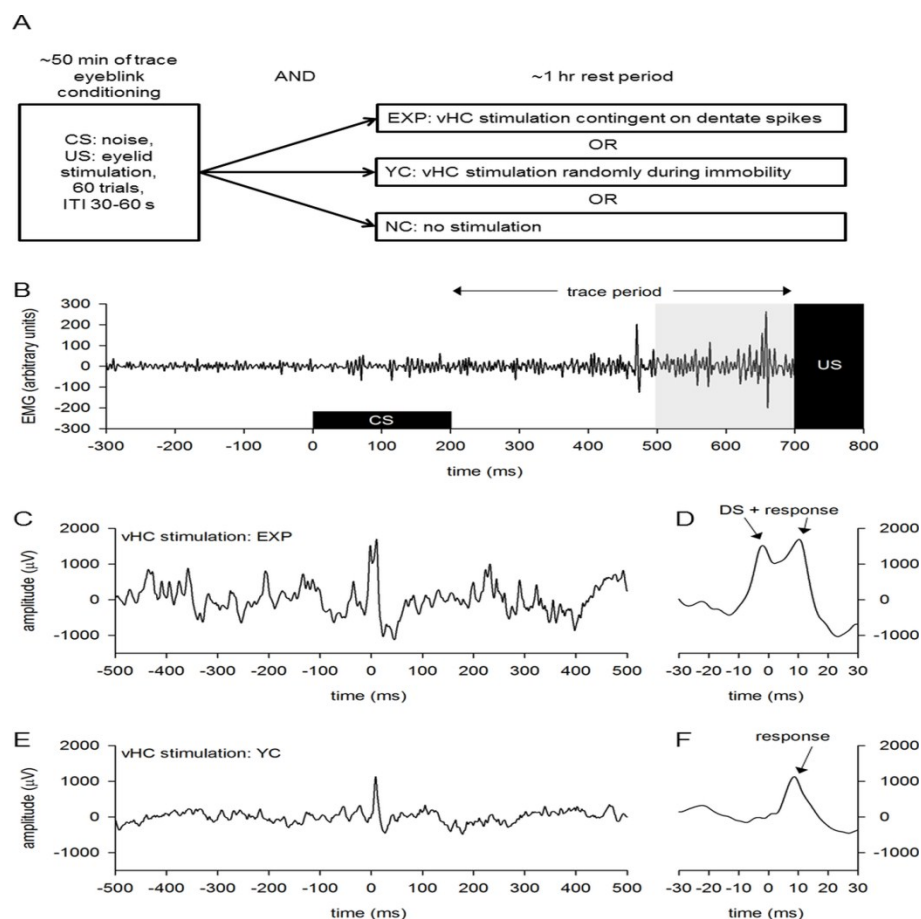 A
~50 min of trace
eyeblink
conditioning
AND
~1 hr rest period
CS: noise,
US: eyelid
stimulation,
60 trials,
ITI 30-60 s
EXP: vHC stimulation contingent on dentate spikes
OR
YC: vHC stimulation randomly during immobility
OR
NC: no stimulation
B
trace period
EMG (arbitrary units)
300
200
100
0
-100
-200
-300
CS
US
-300 -200 -100 0 100 200 300 400 500 600 700 800
time (ms)
C
vHC stimulation: EXP
amplitude (µV)
2000
1000
0
-1000
-500 -400 -300 -200 -100 0 100 200 300 400 500
time (ms)
D
DS + response
2000
1000
0
-1000
-30 -20 -10 0 10 20 30
time (ms)
E
vHC stimulation: YC
amplitude (µV)
2000
1000
0
-1000
-500 -400 -300 -200 -100 0 100 200 300 400 500
time (ms)
F
response
2000
1000
0
-1000
-30 -20 -10 0 10 20 30
time (ms)